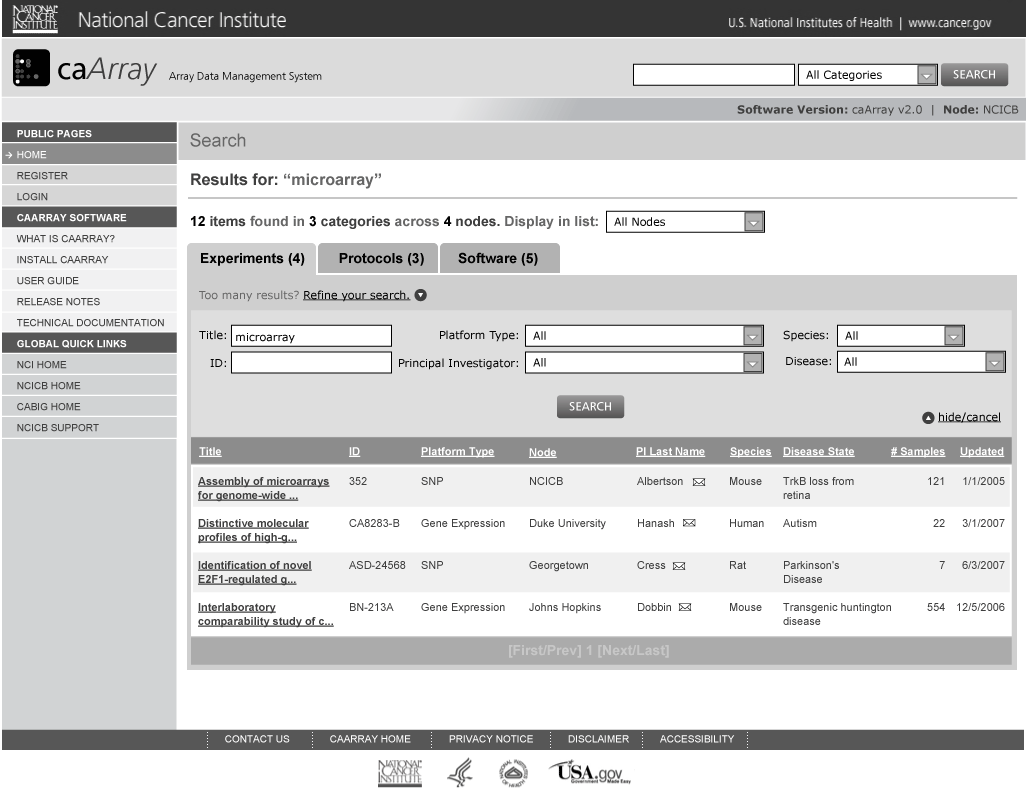 NATIONAL CANCER INSTITUTE
National Cancer Institute
U.S. National Institutes of Health | www.cancer.gov
caArray Array Data Management System
All Categories
SEARCH
Software Version: caArray v2.0 | Node: NCICB
PUBLIC PAGES
HOME
REGISTER
LOGIN
CAARRAY SOFTWARE
WHAT IS CAARRAY?
INSTALL CAARRAY
USER GUIDE
RELEASE NOTES
TECHNICAL DOCUMENTATION
GLOBAL QUICK LINKS
NCI HOME
NCICB HOME
CABIG HOME
NCICB SUPPORT
Search
Results for: “microarray”
12 items found in 3 categories across 4 nodes. Display in list: All Nodes
Experiments (4) Protocols (3) Software (5)
Too many results? Refine your search.
Title: microarray Platform Type: All Species: All
ID: Principal Investigator: All Disease: All
SEARCH
hide/cancel
Title ID Platform Type Node PI Last Name Species Disease State # Samples Updated
Assembly of microarrays 352 SNP NCICB Albertson Mouse TrkB loss from 121 1/1/2005
for genome-wide ... retina
Distinctive molecular CA8283-B Gene Expression Duke University Hanash Human Autism 22 3/1/2007
profiles of high-g...
Identification of novel ASD-24568 SNP Georgetown Cress Rat Parkinson's 7 6/3/2007
E2F1-regulated g... Disease
Interlaboratory BN-213A Gene Expression Johns Hopkins Dobbin Mouse Transgenic huntington 554 12/5/2006
comparability study of c... disease
[First/Prev] 1 [Next/Last]
CONTACT US CAARRAY HOME PRIVACY NOTICE DISCLAIMER ACCESSIBILITY
NATIONAL CANCER INSTITUTE
USA.gov
Government Made Easy